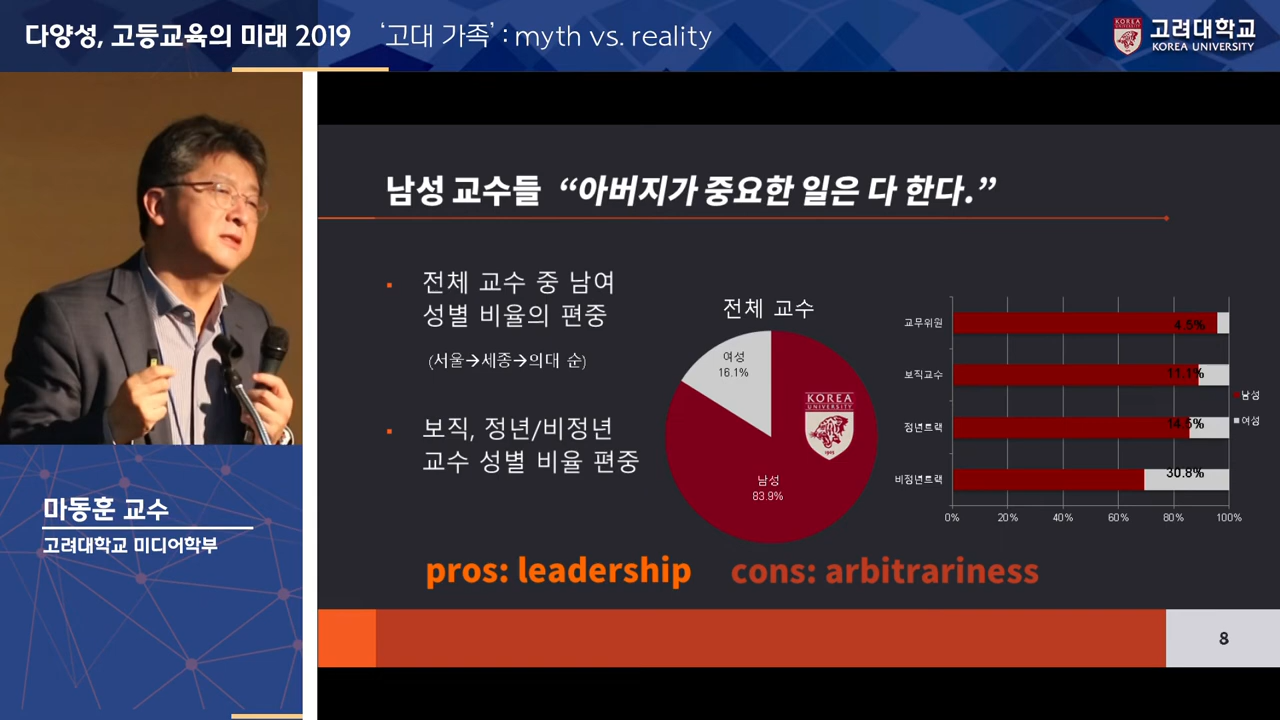 다양성, 고등교육의 미래 2019 ‘고대 가족’ : myth vs. reality
KOREA UNIVERSITY
고려대학교
KOREA UNIVERSITY
남성 교수들 “아버지가 중요한 일은 다 한다.”
전체 교수 중 남여
성별 비율의 편중
(서울→세종→의대 순)
보직, 정년/비정년
교수 성별 비율 편중
전체 교수
여성
16.1%
KOREA
UNIVERSITY
1905
남성
83.9%
교무위원
4.5%
보직교수
11.1%
정년트랙
14.5%
비정년트랙
30.8%
0% 20% 40% 60% 80% 100%
남성
여성
pros: leadership cons: arbitrariness
8
마동훈 교수
고려대학교 미디어학부